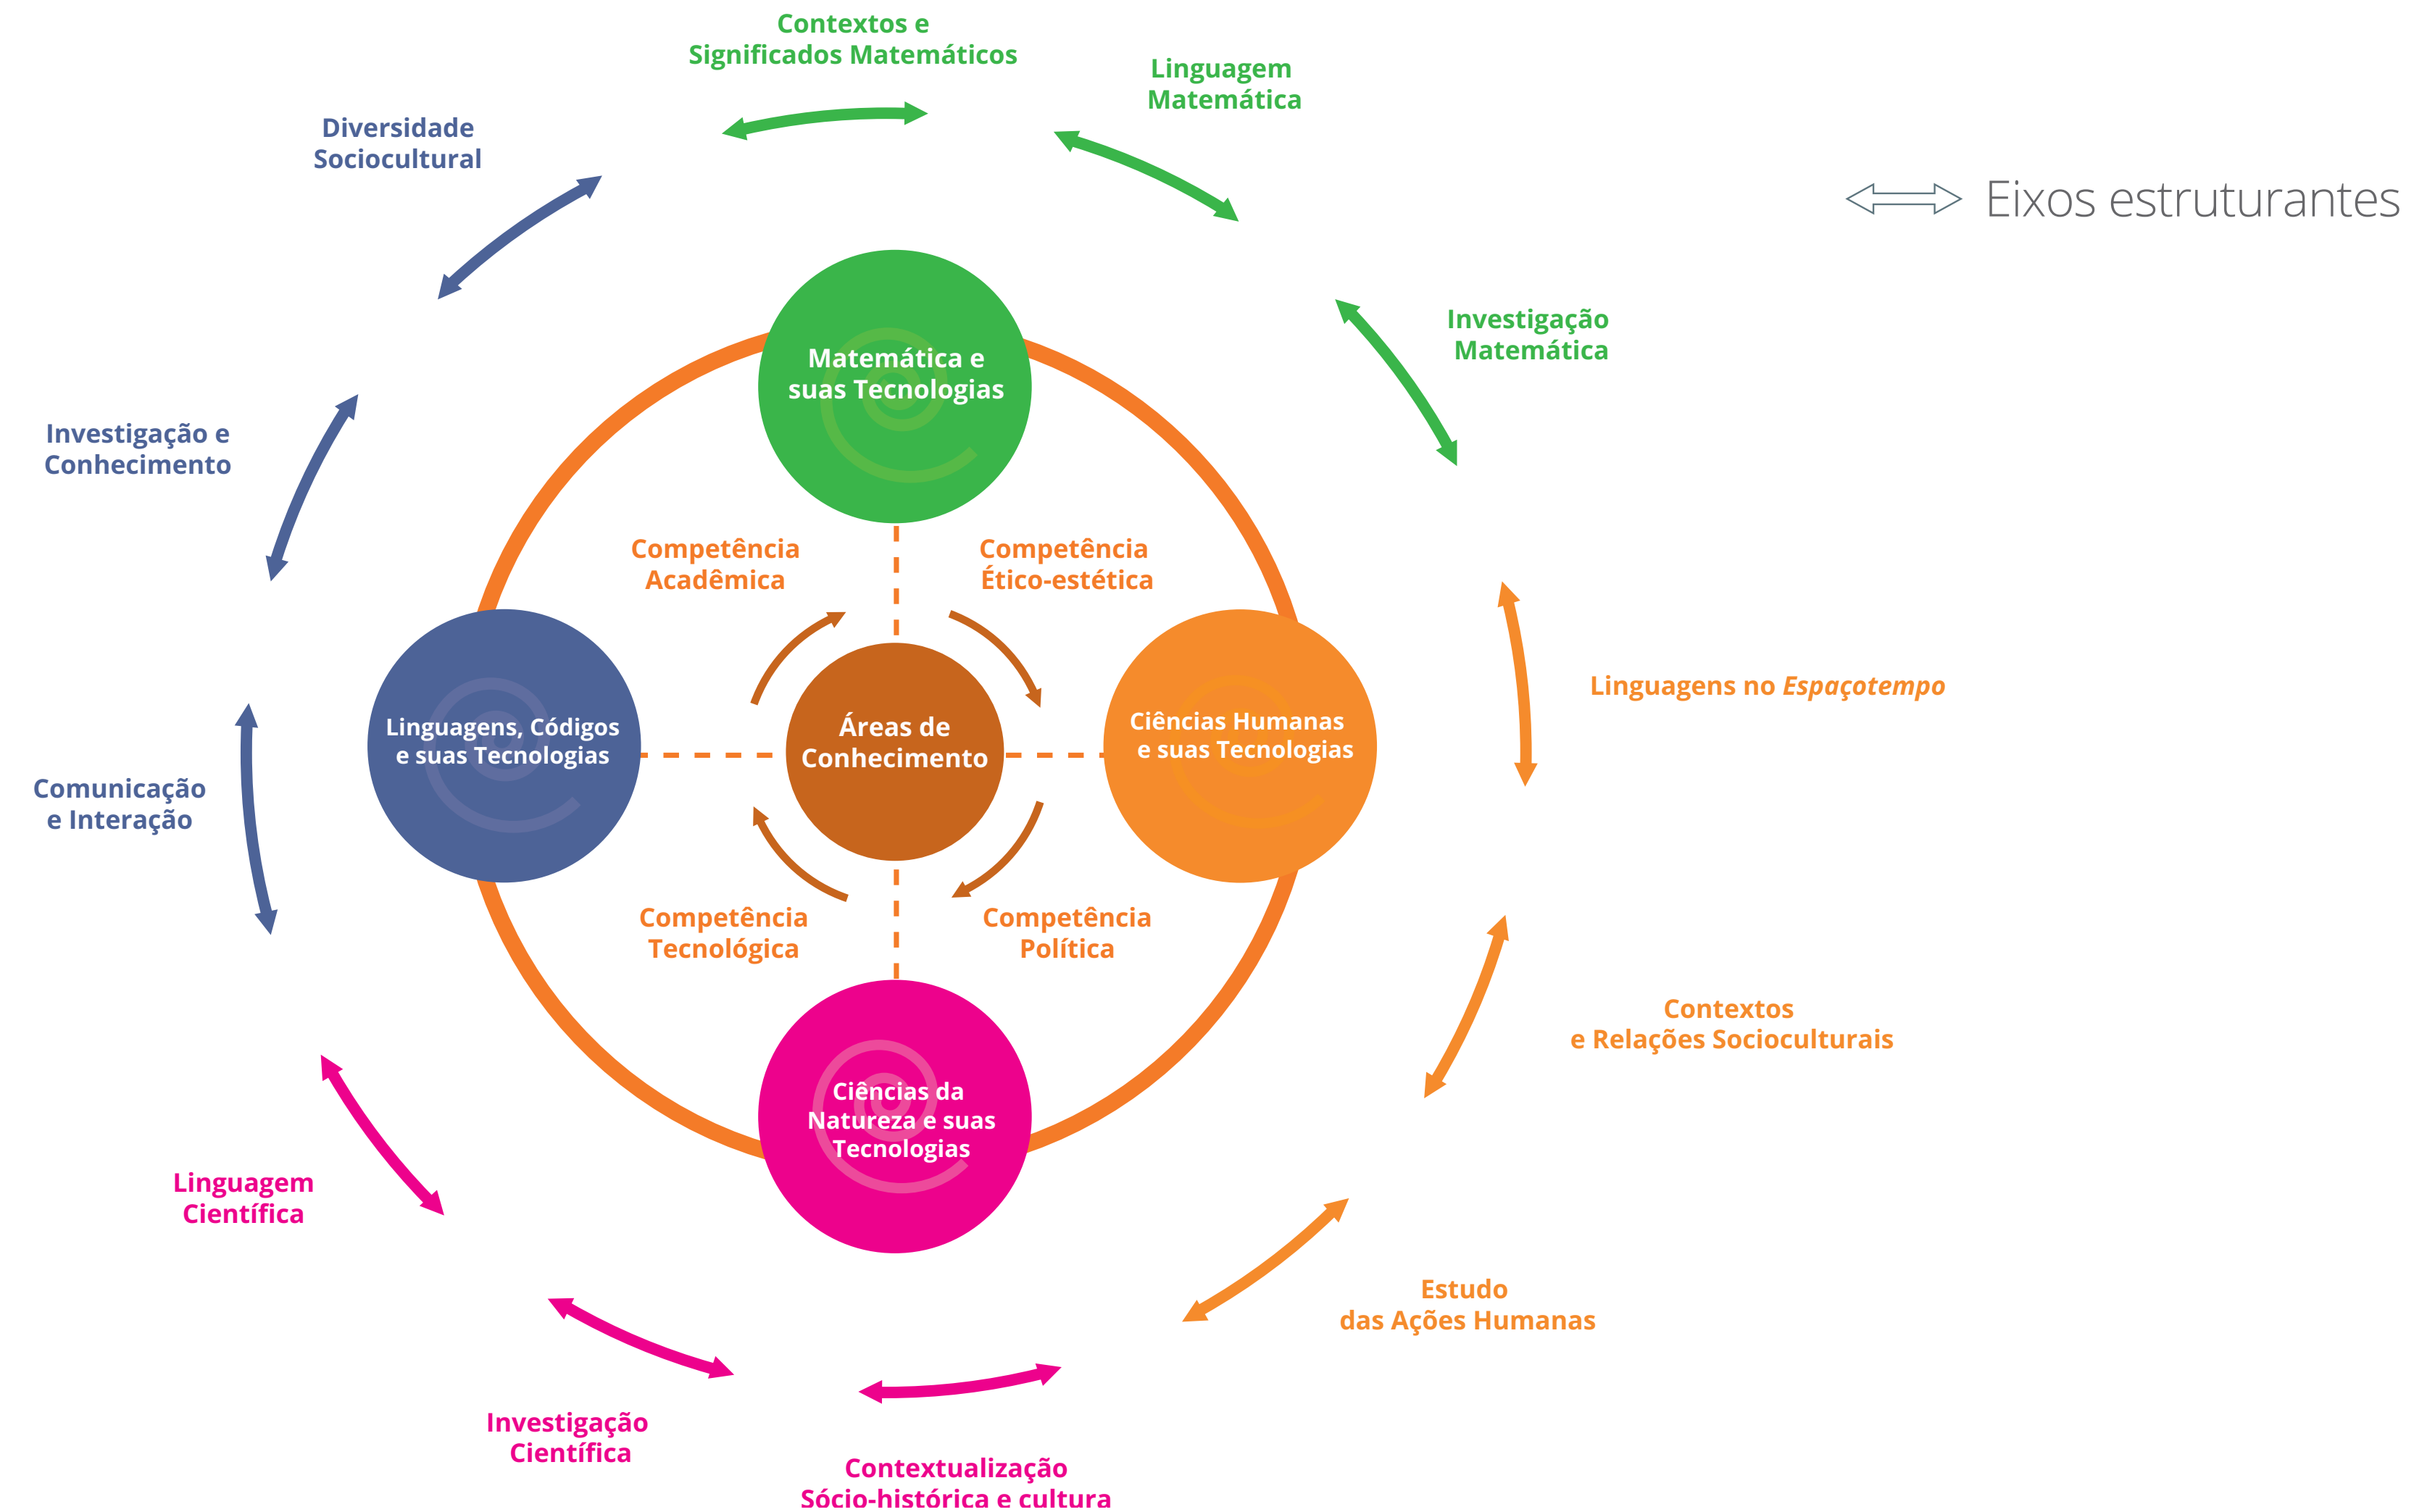 Contextos e
Significados Matemáticos
Linguagem
Matemática
Diversidade
Sociocultural
Eixos estruturantes
Investigação
Matemática
Matemática e
suas Tecnologias
Investigação e
Conhecimento
Competência
Acadêmica
Competência
Ético-estética
Linguagens no Espaçotempo
Linguagens, Códigos
e suas Tecnologias
Áreas de
Conhecimento
Ciências Humanas
e suas Tecnologias
Comunicação
e Interação
Competência
Tecnológica
Competência
Política
Contextos
e Relações Socioculturais
Ciências da
Natureza e suas
Tecnologias
Linguagem
Científica
Estudo
das Ações Humanas
Investigação
Científica
Contextualização
Sócio-histórica e cultura